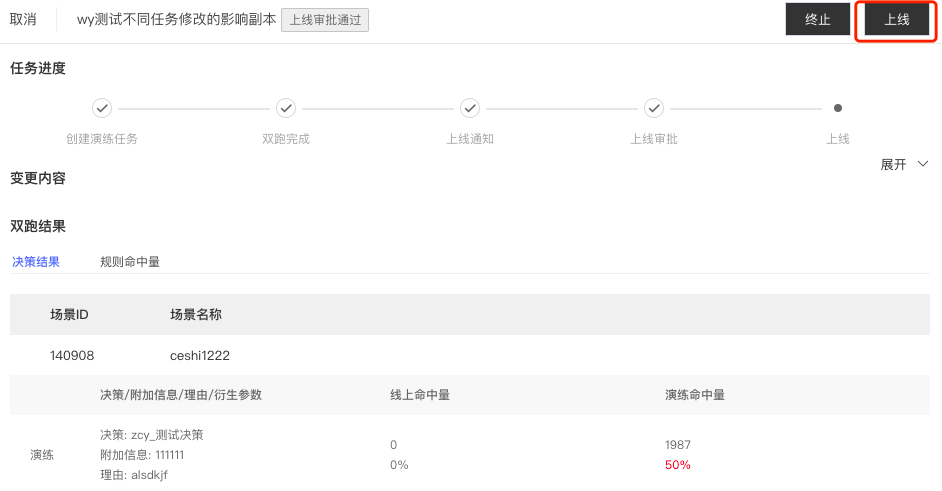 取消 wy测试不同任务修改的影响副本 上线审批通过 终止 上线
任务进度
创建演练任务 双跑完成 上线通知 上线审批 上线
展开
变更内容
双跑结果
决策结果 规则命中量
场景ID 场景名称
140908 ceshi1222
决策/附加信息/理由/衍生参数 线上命中量 演练命中量
演练
决策: zcy_测试决策
附加信息: 111111
理由: alsdkjf
0
0%
1987
50%